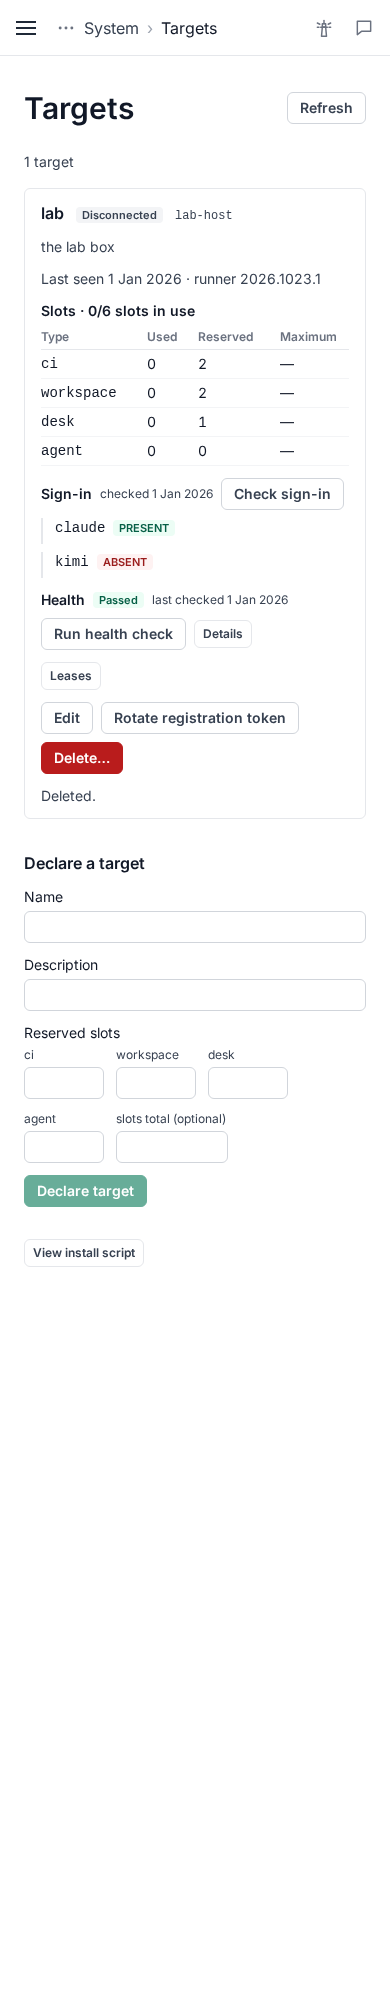 ··· System › Targets
Targets
Refresh
1 target
lab Disconnected lab-host
the lab box
Last seen 1 Jan 2026 · runner 2026.1023.1
Slots · 0/6 slots in use
Type Used Reserved Maximum
ci 0 2 —
workspace 0 2 —
desk 0 1 —
agent 0 0 —
Sign-in checked 1 Jan 2026 Check sign-in
claude PRESENT
kimi ABSENT
Health Passed last checked 1 Jan 2026
Run health check Details
Leases
Edit Rotate registration token
Delete…
Deleted.
Declare a target
Name
Description
Reserved slots
ci workspace desk
agent slots total (optional)
Declare target
View install script